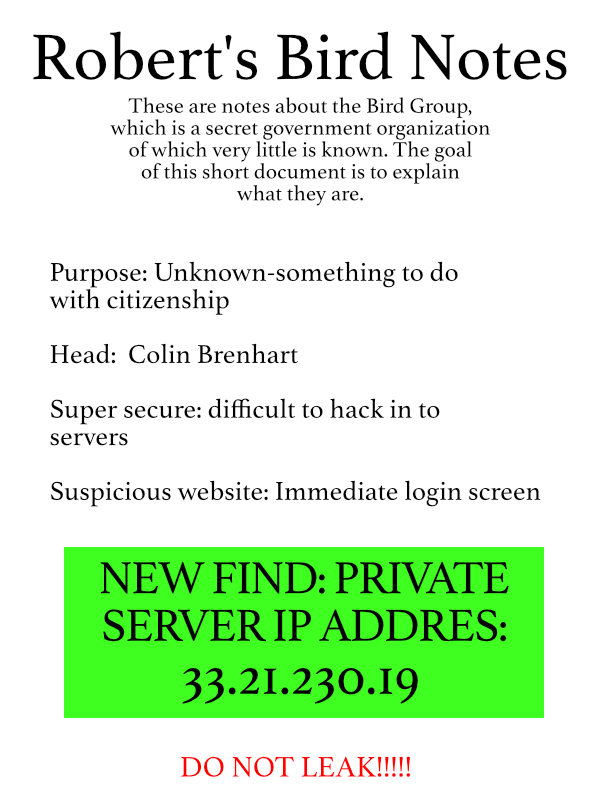 Robert's Bird Notes
These are notes about the Bird Group,
which is a secret government organization
of which very little is known. The goal
of this short document is to explain
what they are.
Purpose: Unknown-something to do
with citizenship
Head:  Colin Brenhart
Super secure: difficult to hack in to
servers
Suspicious website: Immediate login screen
NEW FIND: PRIVATE
SERVER IP ADDRES:
33.21.230.19
DO NOT LEAK!!!!!